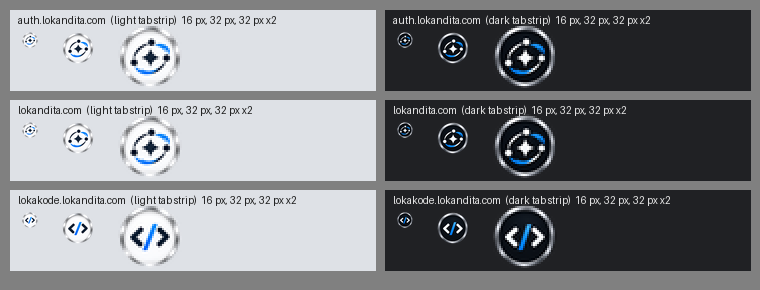 auth.lokandita.com (light tabstrip) 16 px, 32 px, 32 px x2
auth.lokandita.com (dark tabstrip) 16 px, 32 px, 32 px x2
lokandita.com (light tabstrip) 16 px, 32 px, 32 px x2
lokandita.com (dark tabstrip) 16 px, 32 px, 32 px x2
lokakode.lokandita.com (light tabstrip) 16 px, 32 px, 32 px x2
lokakode.lokandita.com (dark tabstrip) 16 px, 32 px, 32 px x2